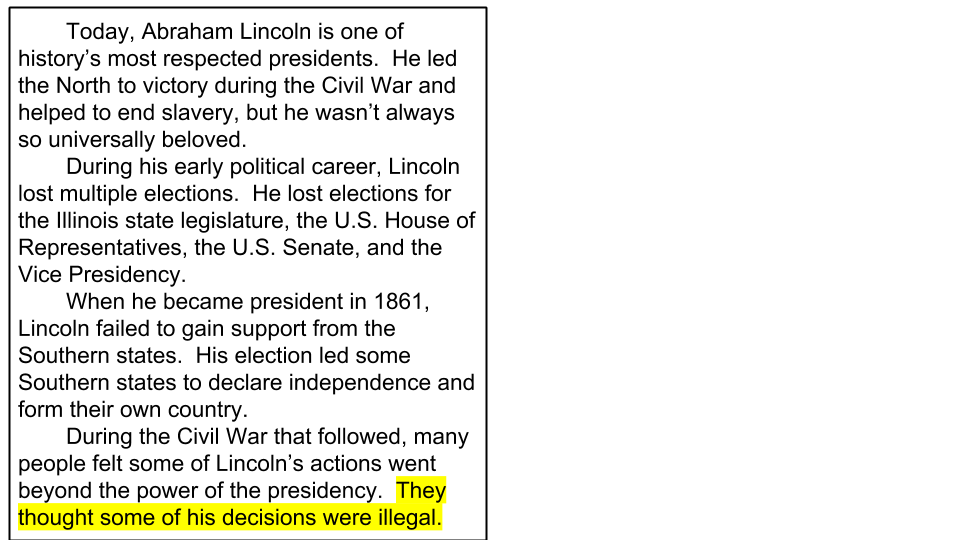 Today, Abraham Lincoln is one of
history’s most respected presidents.  He led
the North to victory during the Civil War and
helped to end slavery, but he wasn’t always
so universally beloved.
During his early political career, Lincoln
lost multiple elections.  He lost elections for
the Illinois state legislature, the U.S. House of
Representatives, the U.S. Senate, and the
Vice Presidency.
When he became president in 1861,
Lincoln failed to gain support from the
Southern states.  His election led some
Southern states to declare independence and
form their own country.
During the Civil War that followed, many
people felt some of Lincoln’s actions went
beyond the power of the presidency.  They
thought some of his decisions were illegal.